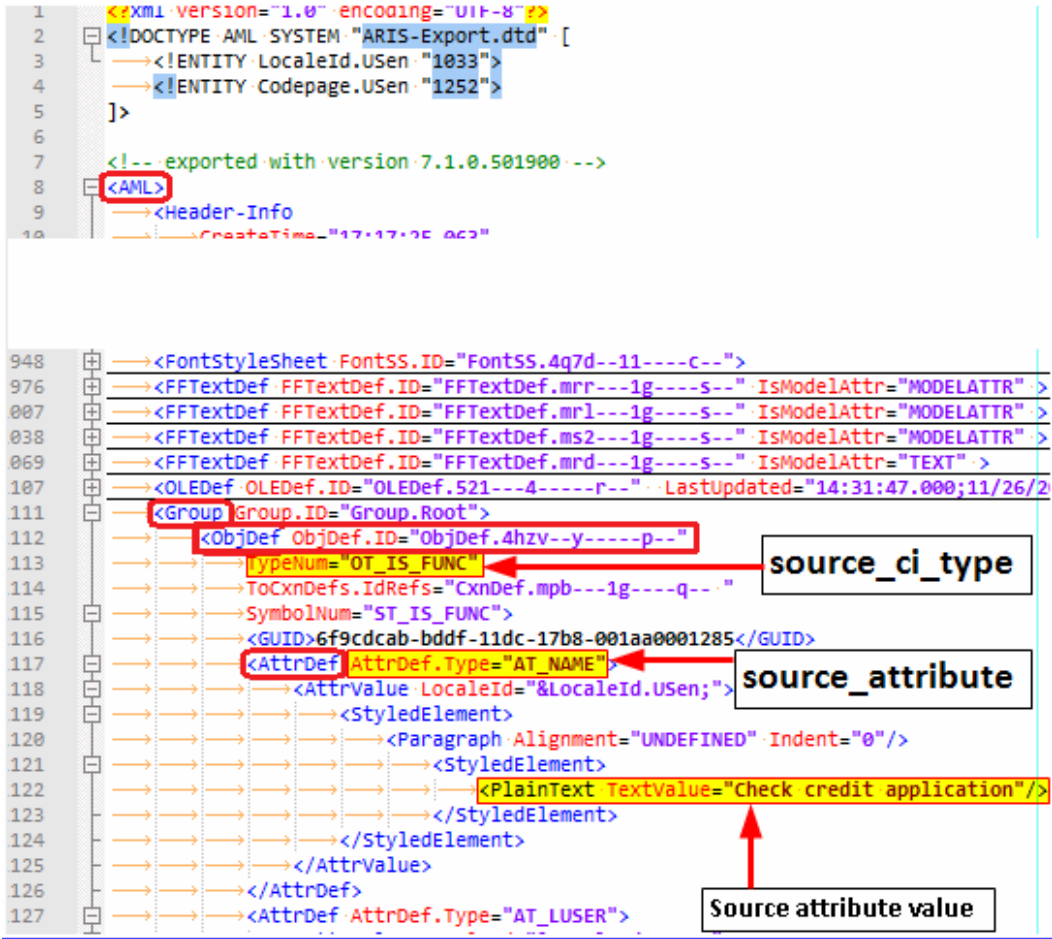 1 <?xml version="1.0" encoding="UTF-8"?>
2 <!DOCTYPE AML SYSTEM "ARIS-Export.dtd" [
3 <!ENTITY LocaleId.USen "1033">
4 <!ENTITY Codepage.USen "1252">
5 ]>
6
7 <!-- exported with version 7.1.0.501900 -->
8 <AML>
9 <Header-Info
10 CreateTime="17:17:25.063"
948 <FontStyleSheet FontSS.ID="FontSS.4q7d--11----c--">
976 <FFTextDef FFTextDef.ID="FFTextDef.mrr---1g----s--" IsModelAttr="MODELATTR" >
007 <FFTextDef FFTextDef.ID="FFTextDef.mrl---1g----s--" IsModelAttr="MODELATTR" >
038 <FFTextDef FFTextDef.ID="FFTextDef.ms2---1g----s--" IsModelAttr="MODELATTR" >
069 <FFTextDef FFTextDef.ID="FFTextDef.mrd---1g----s--" IsModelAttr="TEXT" >
107 <OLEDef OLEDef.ID="OLEDef.521---4-----r--" LastUpdated="14:31:47.000;11/26/2
111 <Group Group.ID="Group.Root">
112 <ObjDef ObjDef.ID="ObjDef.4hzv--y-----p--"
113 TypeNum="OT_IS_FUNC"
source_ci_type
114 ToCxnDefs.IdRefs="CxnDef.mpb---1g----q-- "
115 SymbolNum="ST_IS_FUNC">
116 <GUID>6f9cdcab-bddf-11dc-17b8-001aa0001285</GUID>
117 <AttrDef AttrDef.Type="AT_NAME">
source_attribute
118 <AttrValue LocaleId="&LocaleId.USen;">
119 <StyledElement>
120 <Paragraph Alignment="UNDEFINED" Indent="0"/>
121 <StyledElement>
122 <PlainText TextValue="Check credit application"/>
123 </StyledElement>
124 </StyledElement>
125 </AttrValue>
126 </AttrDef>
127 <AttrDef AttrDef.Type="AT_LUSER">
Source attribute value